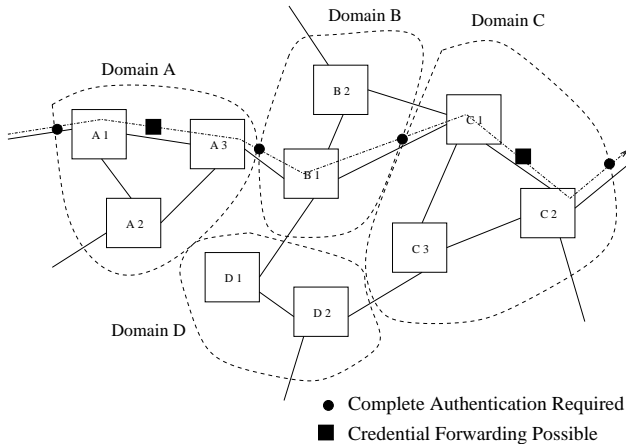 Domain B
Domain C
Domain A
B 2
C 1
A 1
A 3
B 1
A 2
C 2
C 3
D 1
D 2
Domain D
Complete Authentication Required
Credential Forwarding Possible